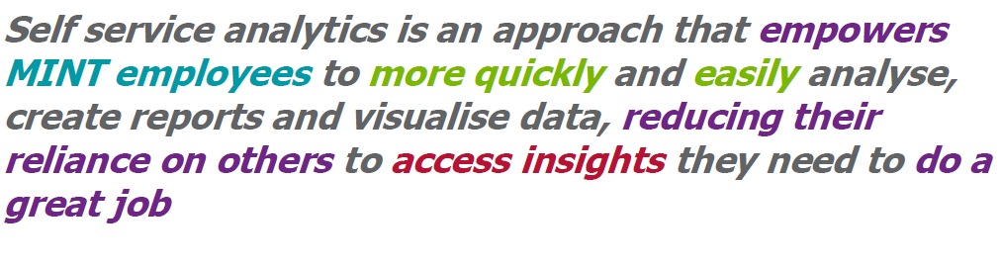 Self service analytics is an approach that empowers
MINT employees to more quickly and easily analyse,
create reports and visualise data, reducing their
reliance on others to access insights they need to do a
great job